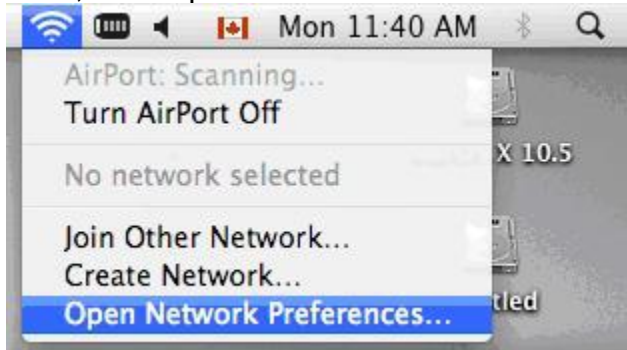 Mon 11:40 AM
AirPort: Scanning...
Turn AirPort Off
X 10.5
No network selected
Join Other Network...
Create Network...
tled
Open Network Preferences...